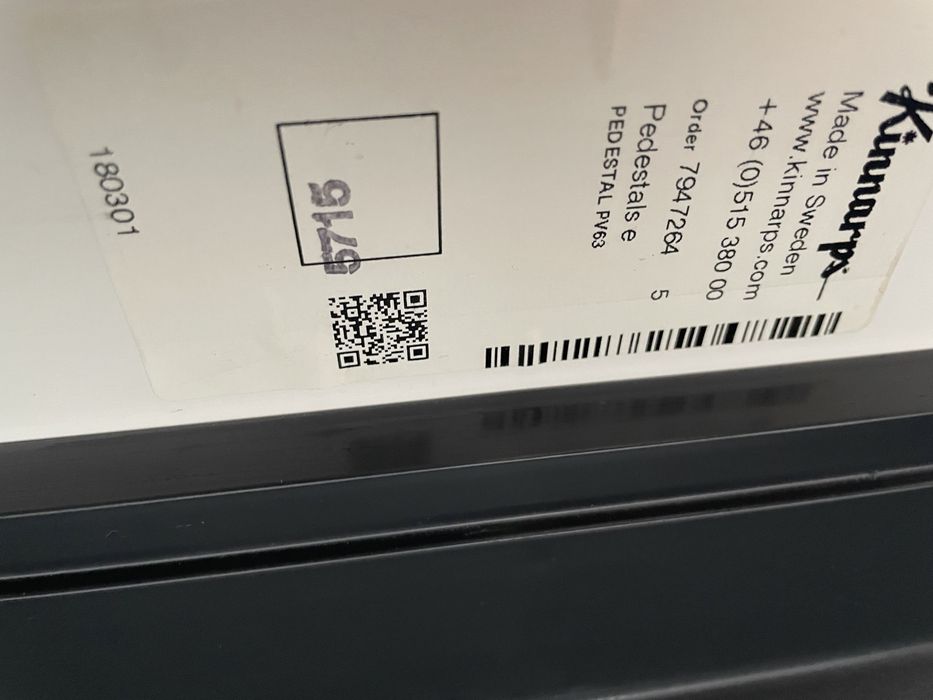 Kinnarps
Made in Sweden
www.kinnarps.com
+46 (0)515 380 00
Order 7947264 5
Pedestals e
PEDESTAL PV63
5715
180301